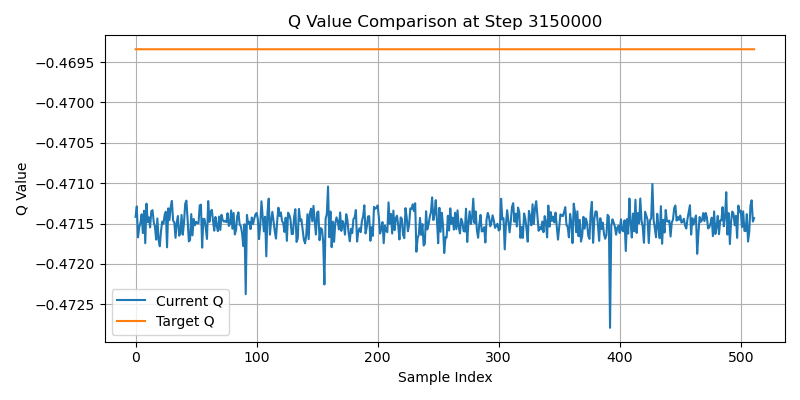 Q Value Comparison at Step 3150000
Q Value
−0.4695
−0.4700
−0.4705
−0.4710
−0.4715
−0.4720
−0.4725
Current Q
Target Q
0 100 200 300 400 500
Sample Index